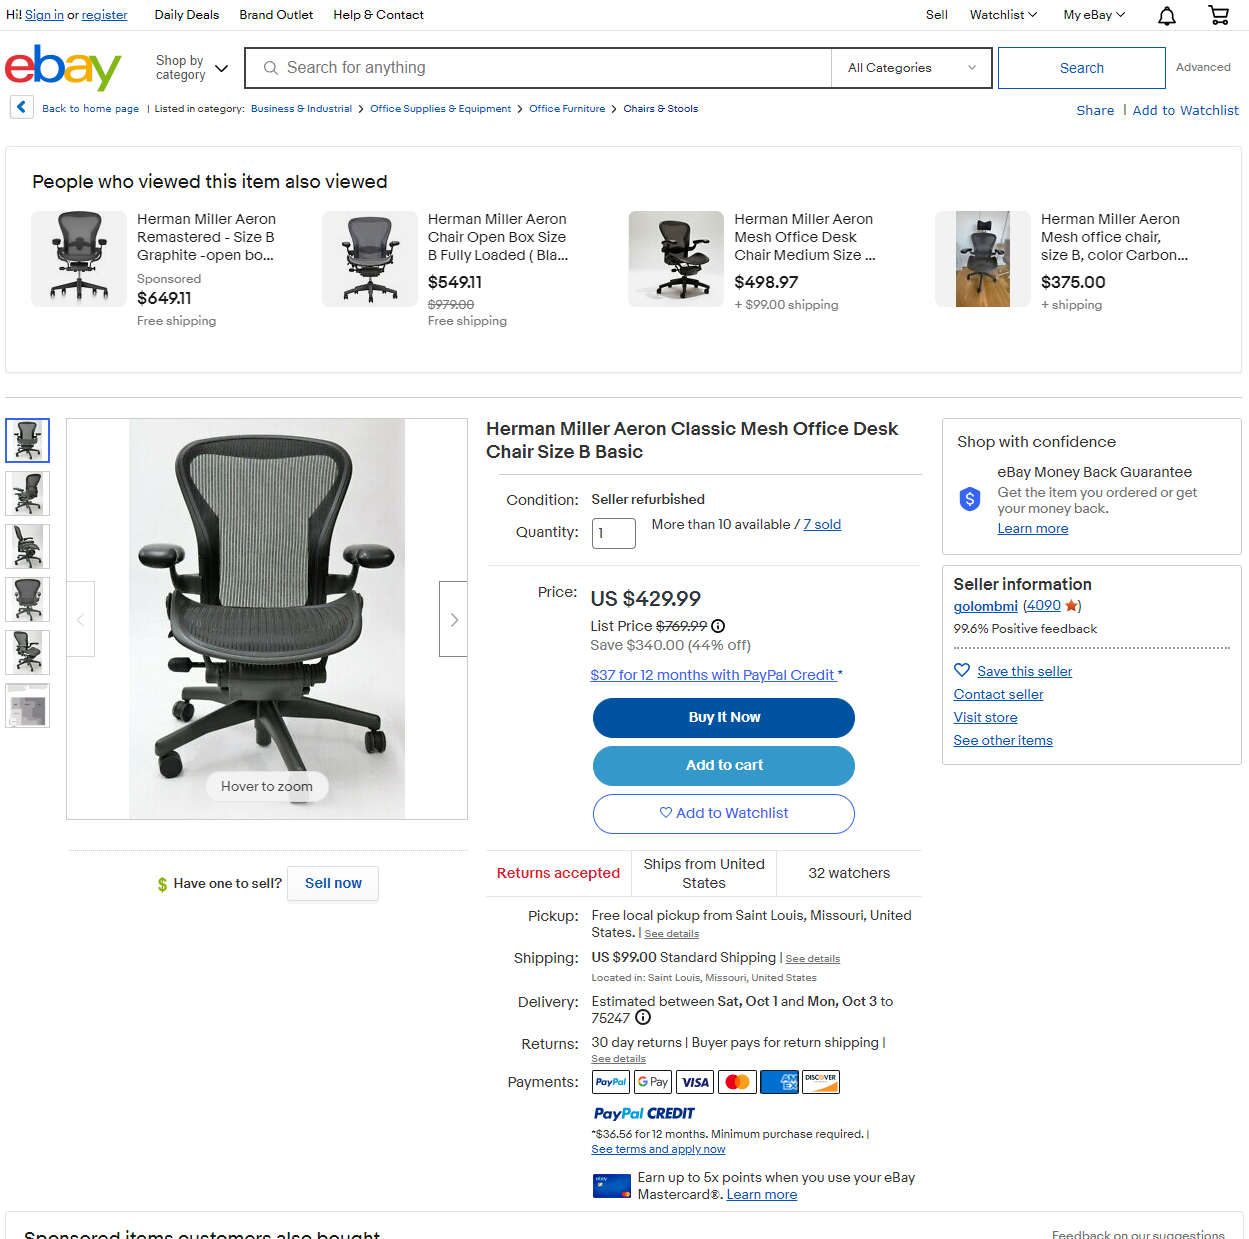 Hi! Sign in or register Daily Deals Brand Outlet Help & Contact Sell Watchlist My eBay
ebay
Shop by category
Search for anything
All Categories
Search
Advanced
Back to home page | Listed in category: Business & Industrial > Office Supplies & Equipment > Office Furniture > Chairs & Stools
Share | Add to Watchlist
People who viewed this item also viewed
Herman Miller Aeron
Remastered - Size B
Graphite -open bo...
Sponsored
$649.11
Free shipping
Herman Miller Aeron
Chair Open Box Size
B Fully Loaded ( Bla...
$549.11
$979.00
Free shipping
Herman Miller Aeron
Mesh Office Desk
Chair Medium Size ...
$498.97
+ $99.00 shipping
Herman Miller Aeron
Mesh office chair,
size B, color Carbon...
$375.00
+ shipping
Hover to zoom
$ Have one to sell? Sell now
Herman Miller Aeron Classic Mesh Office Desk
Chair Size B Basic
Condition: Seller refurbished
Quantity: 1 More than 10 available / 7 sold
Price: US $429.99
List Price $769.99
Save $340.00 (44% off)
$37 for 12 months with PayPal Credit *
Buy It Now
Add to cart
Add to Watchlist
Returns accepted
Ships from United
States
32 watchers
Pickup: Free local pickup from Saint Louis, Missouri, United
States. | See details
Shipping: US $99.00 Standard Shipping | See details
Located in: Saint Louis, Missouri, United States
Delivery: Estimated between Sat, Oct 1 and Mon, Oct 3 to
75247
Returns: 30 day returns | Buyer pays for return shipping |
See details
Payments: PayPal G Pay VISA AMEX DISCOVER
PayPal CREDIT
*$36.56 for 12 months. Minimum purchase required. |
See terms and apply now
Earn up to 5x points when you use your eBay
Mastercard®. Learn more
Shop with confidence
eBay Money Back Guarantee
Get the item you ordered or get
your money back.
Learn more
Seller information
golombmi (4090)
99.6% Positive feedback
Save this seller
Contact seller
Visit store
See other items
Sponsored items customers also bought
Feedback on our suggestions